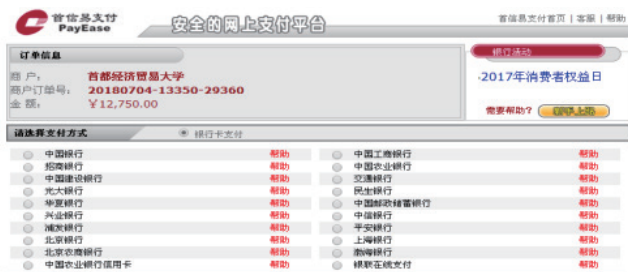 首信易支付
PayEase
安全的网上支付平台
首信易支付首页 | 客服 | 帮助
订单信息
商 户: 首都经济贸易大学
商户订单号: 20180704-13350-29360
金 额: ￥12,750.00
银行活动
·2017年消费者权益日
需要帮助?
请选择支付方式 银行卡支付
中国银行 帮助 中国工商银行 帮助
招商银行 帮助 中国农业银行 帮助
中国建设银行 帮助 交通银行 帮助
光大银行 帮助 民生银行 帮助
华夏银行 帮助 中国邮政储蓄银行 帮助
兴业银行 帮助 中信银行 帮助
浦发银行 帮助 平安银行 帮助
北京银行 帮助 上海银行 帮助
北京农商银行 帮助 渤海银行 帮助
中国农业银行信用卡 帮助 银联在线支付 帮助